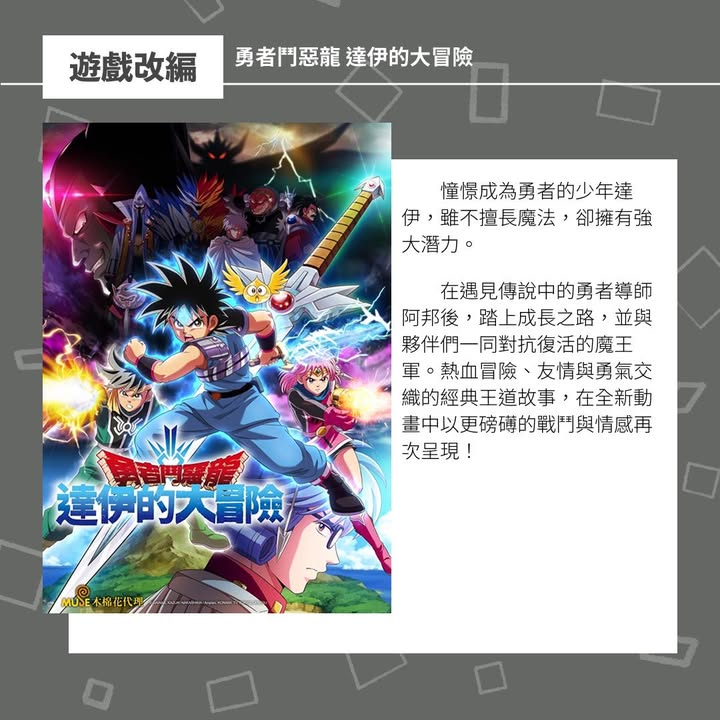 遊戲改編
勇者鬥惡龍 達伊的大冒險
憧憬成為勇者的少年達
伊，雖不擅長魔法，卻擁有強
大潛力。
在遇見傳說中的勇者導師
阿邦後，踏上成長之路，並與
夥伴們一同對抗復活的魔王
軍。熱血冒險、友情與勇氣交
織的經典王道故事，在全新動
畫中以更磅礡的戰鬥與情感再
次呈現！
勇者鬥惡龍
達伊的大冒險
MUSE 木棉花代理